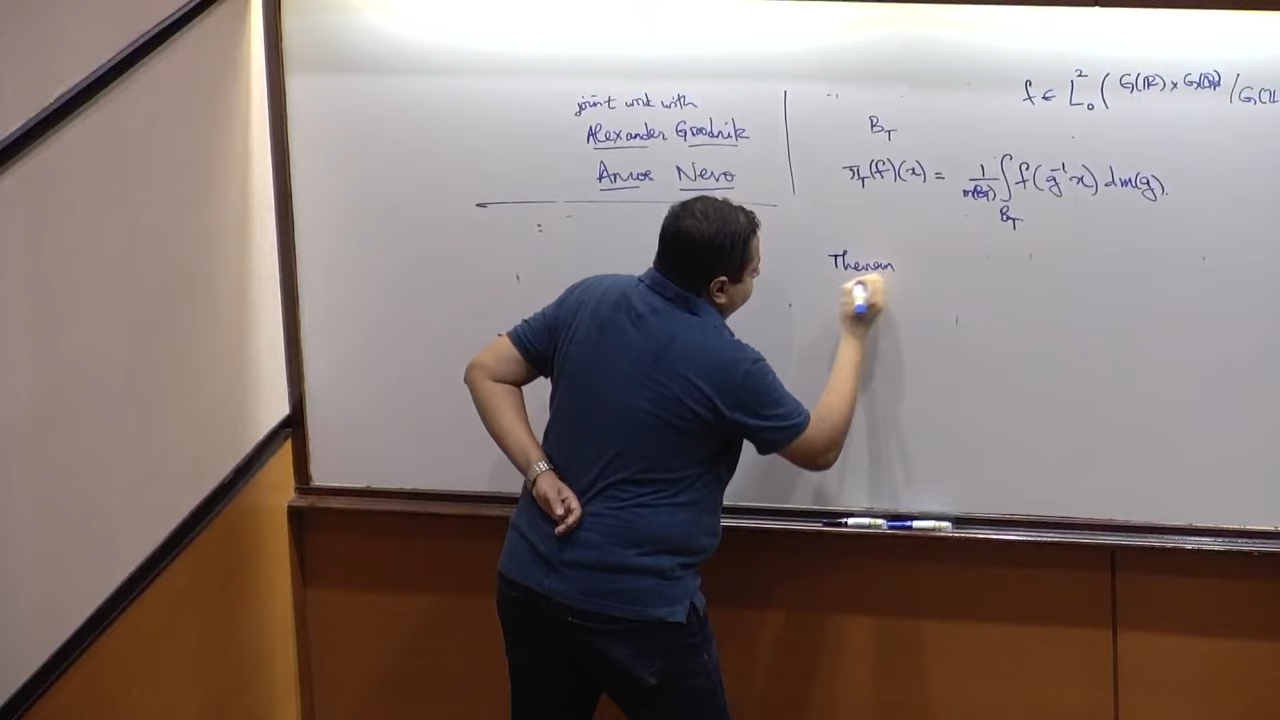 joint work with
Alexander Gorodnik
Amos Nevo
f ∈ L²₀ ( G(ℝ) × G(ℚp) / G(ℤ
B_T
π_T(f)(x) = 1/m(B_T) ∫_{B_T} f(g⁻¹x) dm(g).
Theorem